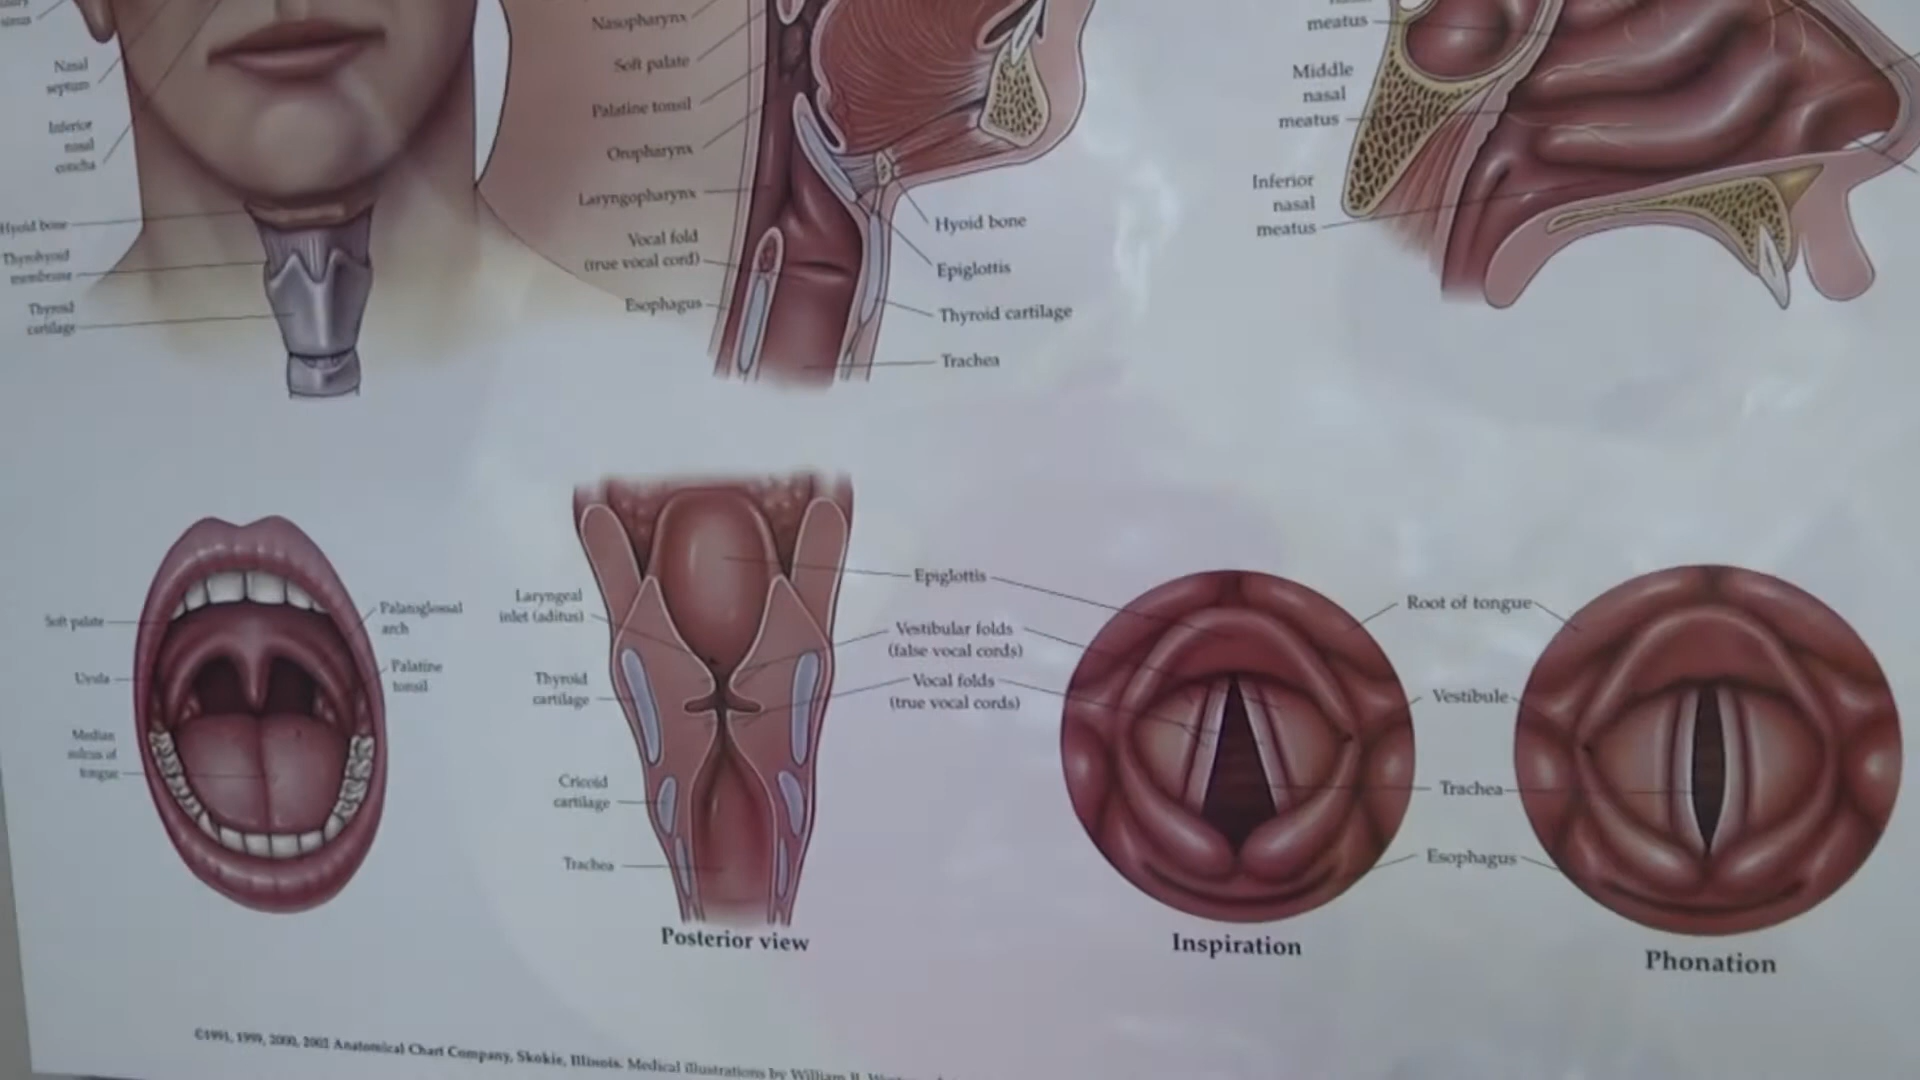 sinus
Nasal
septum
Inferior
nasal
concha
Hyoid bone
Thyrohyoid
membrane
Thyroid
cartilage
Nasopharynx
Soft palate
Palatine tonsil
Oropharynx
Laryngopharynx
Vocal fold
(true vocal cord)
Esophagus
Hyoid bone
Epiglottis
Thyroid cartilage
Trachea
meatus
Middle
nasal
meatus
Inferior
nasal
meatus
Soft palate
Uvula
Median
sulcus of
tongue
Palatoglossal
arch
Palatine
tonsil
Laryngeal
inlet (aditus)
Thyroid
cartilage
Cricoid
cartilage
Trachea
Posterior view
Epiglottis
Vestibular folds
(false vocal cords)
Vocal folds
(true vocal cords)
Inspiration
Root of tongue
Vestibule
Trachea
Esophagus
Phonation
©1991, 1999, 2000, 2002 Anatomical Chart Company, Skokie, Illinois. Medical illustrations by William B.